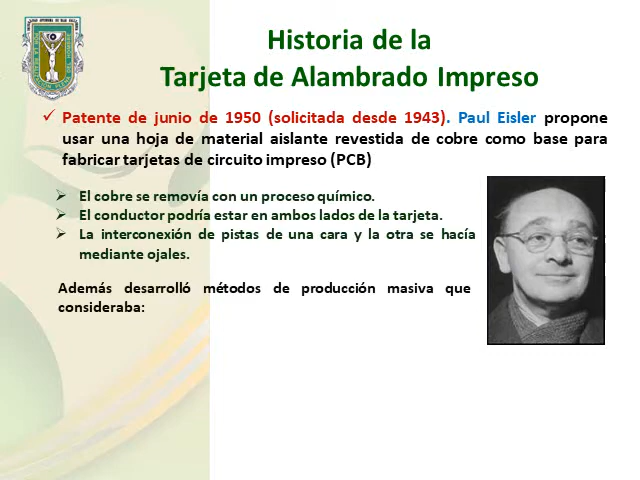 Historia de la
Tarjeta de Alambrado Impreso
✓ Patente de junio de 1950 (solicitada desde 1943). Paul Eisler propone
usar una hoja de material aislante revestida de cobre como base para
fabricar tarjetas de circuito impreso (PCB)
➢ El cobre se removía con un proceso químico.
➢ El conductor podría estar en ambos lados de la tarjeta.
➢ La interconexión de pistas de una cara y la otra se hacía
mediante ojales.
Además desarrolló métodos de producción masiva que
consideraba: